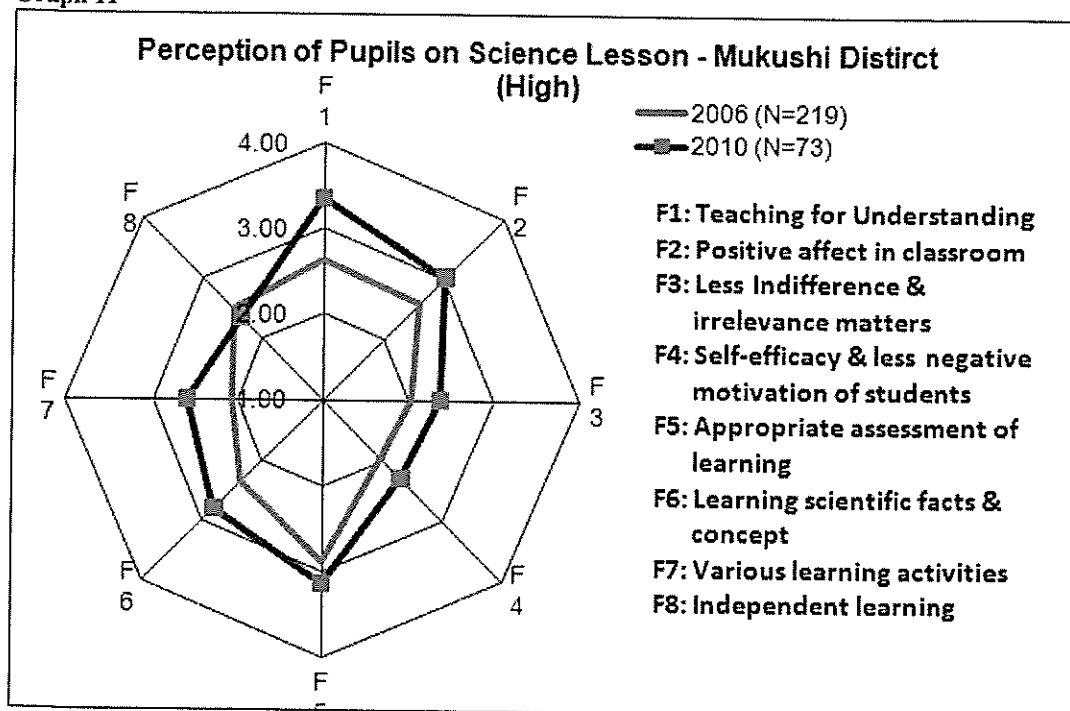 Perception of Pupils on Science Lesson - Mukushi Distirct
(High)
F
1
2006 (N=219)
2010 (N=73)
4.00
3.00
2.00
1.00
F
2
F
3
F
4
F
F
6
F
7
F
8
F1: Teaching for Understanding
F2: Positive affect in classroom
F3: Less Indifference &
irrelevance matters
F4: Self-efficacy & less negative
motivation of students
F5: Appropriate assessment of
learning
F6: Learning scientific facts &
concept
F7: Various learning activities
F8: Independent learning